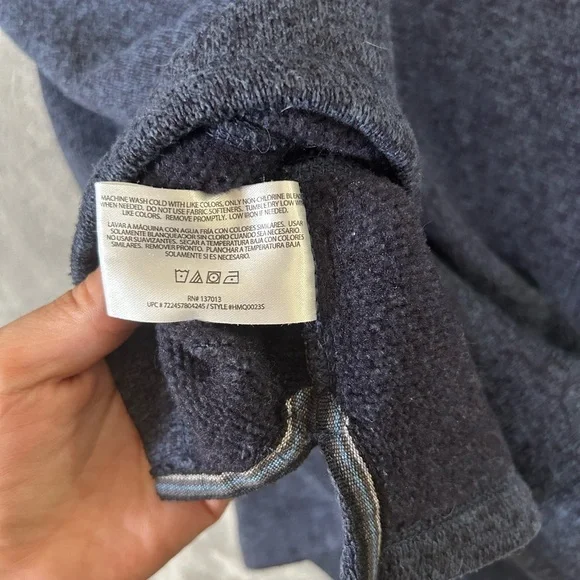 MACHINE WASH COLD WITH LIKE COLORS, ONLY NON-CHLORINE
WHEN NEEDED. DO NOT USE FABRIC SOFTENERS. TUMBLE DRY LOW WITH
LIKE COLORS. REMOVE PROMPTLY. LOW IRON IF NEEDED.
LAVAR A MÁQUINA CON AGUA FRÍA CON COLORES SIMILARES. USAR
SOLAMENTE BLANQUEADOR SIN CLORO CUANDO SEA NECESARIO
NO USAR SUAVIZANTES. SECAR A TEMPERATURA BAJA CON COLORES
SIMILARES. REMOVER PRONTO. PLANCHAR A TEMPERATURA BAJA
SOLAMENTE SI ES NECESARIO.
RN# 137013
UPC # 722457804245 / STYLE #HMQ0023S